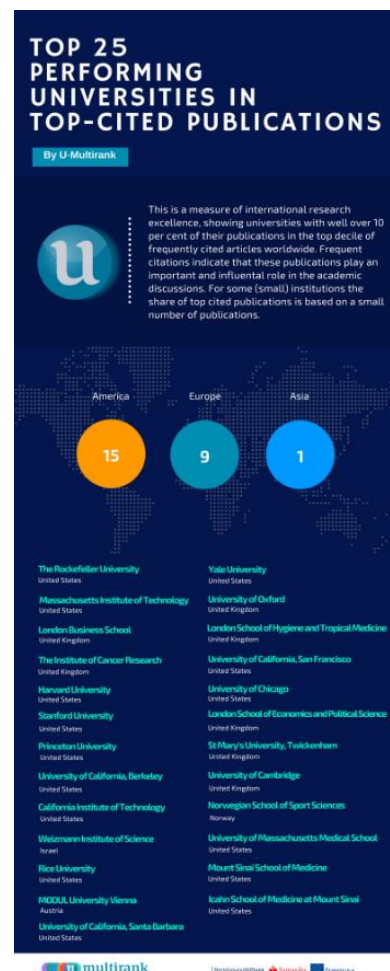 TOP 25
PERFORMING
UNIVERSITIES IN
TOP-CITED PUBLICATIONS
By U-Multirank
u
This is a measure of international research
excellence, showing universities with well over 10
per cent of their publications in the top decile of
frequently cited articles worldwide. Frequent
citations indicate that these publications play an
important and influental role in the academic
discussions. For some (small) institutions the
share of top cited publications is based on a small
number of publications.
America
Europe
Asia
15
9
1
The Rockefeller University
United States
Massachusetts Institute of Technology
United States
London Business School
United Kingdom
The Institute of Cancer Research
United Kingdom
Harvard University
United States
Stanford University
United States
Princeton University
United States
University of California, Berkeley
United States
California Institute of Technology
United States
Weizmann Institute of Science
Israel
Rice University
United States
MODUL University Vienna
Austria
University of California, Santa Barbara
United States
Yale University
United States
University of Oxford
United Kingdom
London School of Hygiene and Tropical Medicine
United Kingdom
University of California, San Francisco
United States
University of Chicago
United States
London School of Economics and Political Science
United Kingdom
St Mary's University, Twickenham
United Kingdom
University of Cambridge
United Kingdom
Norwegian School of Sport Sciences
Norway
University of Massachusetts Medical School
United States
Mount Sinai School of Medicine
United States
Icahn School of Medicine at Mount Sinai
United States
multirank
Santander